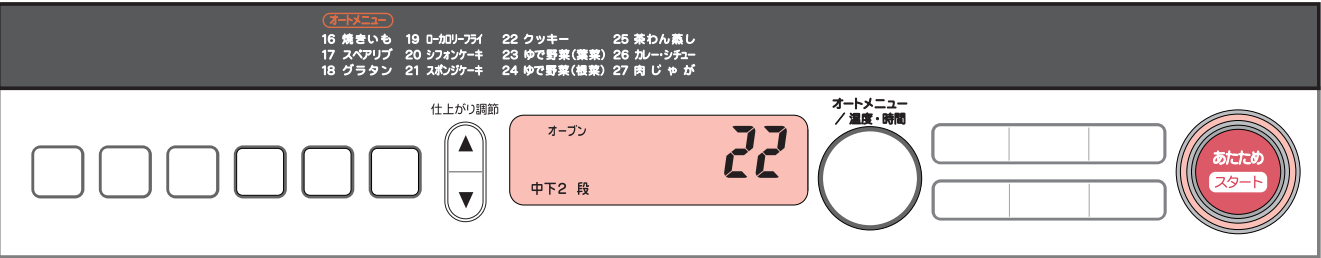 オートメニュー
16 焼きいも 19 ローカロリーフライ 22 クッキー 25 茶わん蒸し
17 スペアリブ 20 シフォンケーキ 23 ゆで野菜(葉菜) 26 カレー・シチュー
18 グラタン 21 スポンジケーキ 24 ゆで野菜(根菜) 27 肉じゃが
仕上がり調節
▲
▼
オーブン
22
中下2 段
オートメニュー
/ 温度・時間
あたため
スタート